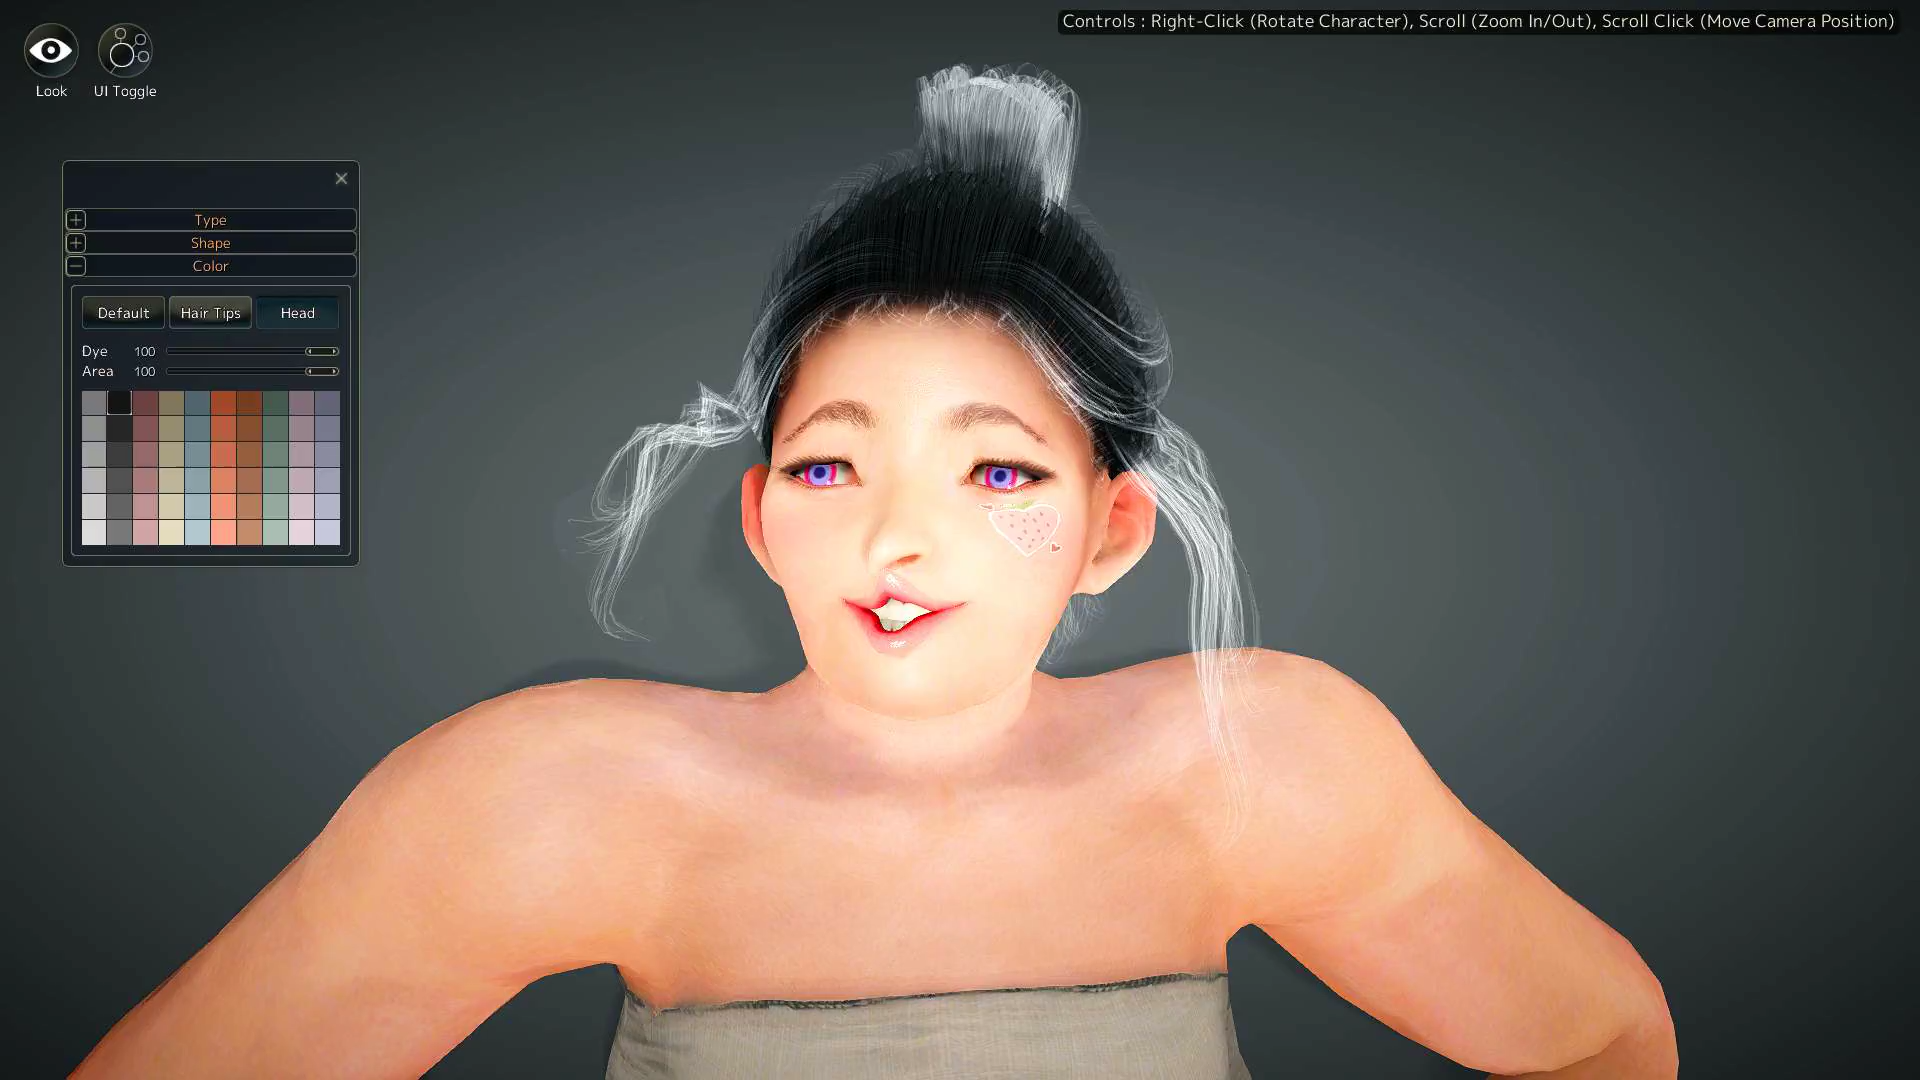 Controls : Right-Click (Rotate Character), Scroll (Zoom In/Out), Scroll Click (Move Camera Position)
Look
UI Toggle
Type
Shape
Color
Default
Hair Tips
Head
Dye 100
Area 100